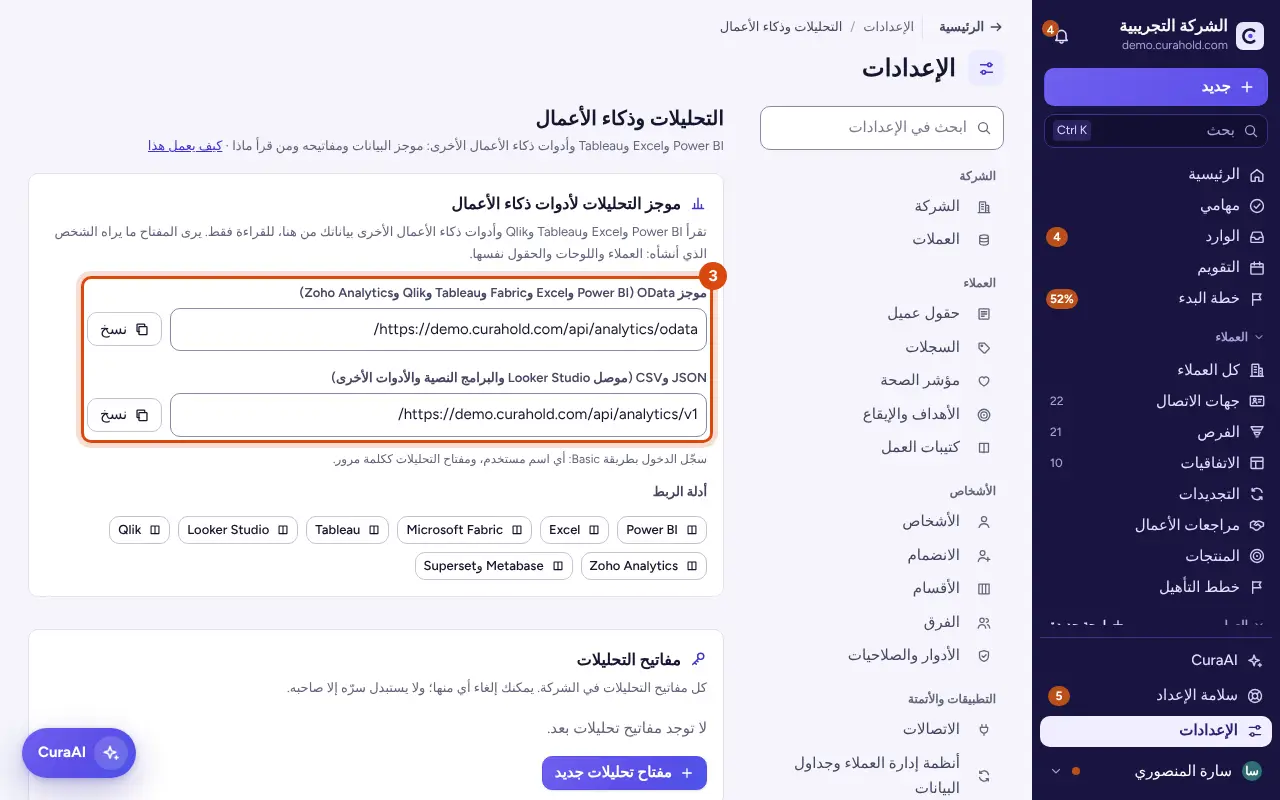 الشركة التجريبية
demo.curahold.com
4
جديد
بحث
Ctrl K
الرئيسية
مهامي
الوارد
4
التقويم
خطة البدء
52%
العملاء
كل العملاء
جهات الاتصال
22
الفرص
21
الاتفاقيات
10
التجديدات
مراجعات الأعمال
المنتجات
خطط التأهيل
CuraAI
سلامة الإعداد
5
الإعدادات
سارة المنصوري
سا
الرئيسية
الإعدادات / التحليلات وذكاء الأعمال
الإعدادات
ابحث في الإعدادات
الشركة
الشركة
العملات
العملاء
حقول عميل
السجلات
مؤشر الصحة
الأهداف والإيقاع
كتيبات العمل
الأشخاص
الأشخاص
الانضمام
الأقسام
الفرق
الأدوار والصلاحيات
التطبيقات والأتمتة
الاتصالات
أنظمة إدارة العملاء وجداول
البيانات
التحليلات وذكاء الأعمال
Power BI وExcel وTableau وأدوات ذكاء الأعمال الأخرى: موجز البيانات ومفاتيحه ومن قرأ ماذا · كيف يعمل هذا
موجز التحليلات لأدوات ذكاء الأعمال
تقرأ Power BI وExcel وTableau وQlik وأدوات ذكاء الأعمال الأخرى بياناتك من هنا، للقراءة فقط. يرى المفتاح ما يراه الشخص
الذي أنشأه: العملاء واللوحات والحقول نفسها.
3
موجز OData (Power BI وExcel وFabric وTableau وQlik وZoho Analytics)
https://demo.curahold.com/api/analytics/odata/
نسخ
JSON وCSV (موصل Looker Studio والبرامج النصية والأدوات الأخرى)
https://demo.curahold.com/api/analytics/v1/
نسخ
سجّل الدخول بطريقة Basic: أي اسم مستخدم، ومفتاح التحليلات ككلمة مرور.
أدلة الربط
Power BI
Excel
Microsoft Fabric
Tableau
Looker Studio
Qlik
Zoho Analytics
Metabase وSuperset
مفاتيح التحليلات
كل مفاتيح التحليلات في الشركة. يمكنك إلغاء أي منها؛ ولا يستبدل سرّه إلا صاحبه.
لا توجد مفاتيح تحليلات بعد.
مفتاح تحليلات جديد
CuraAI